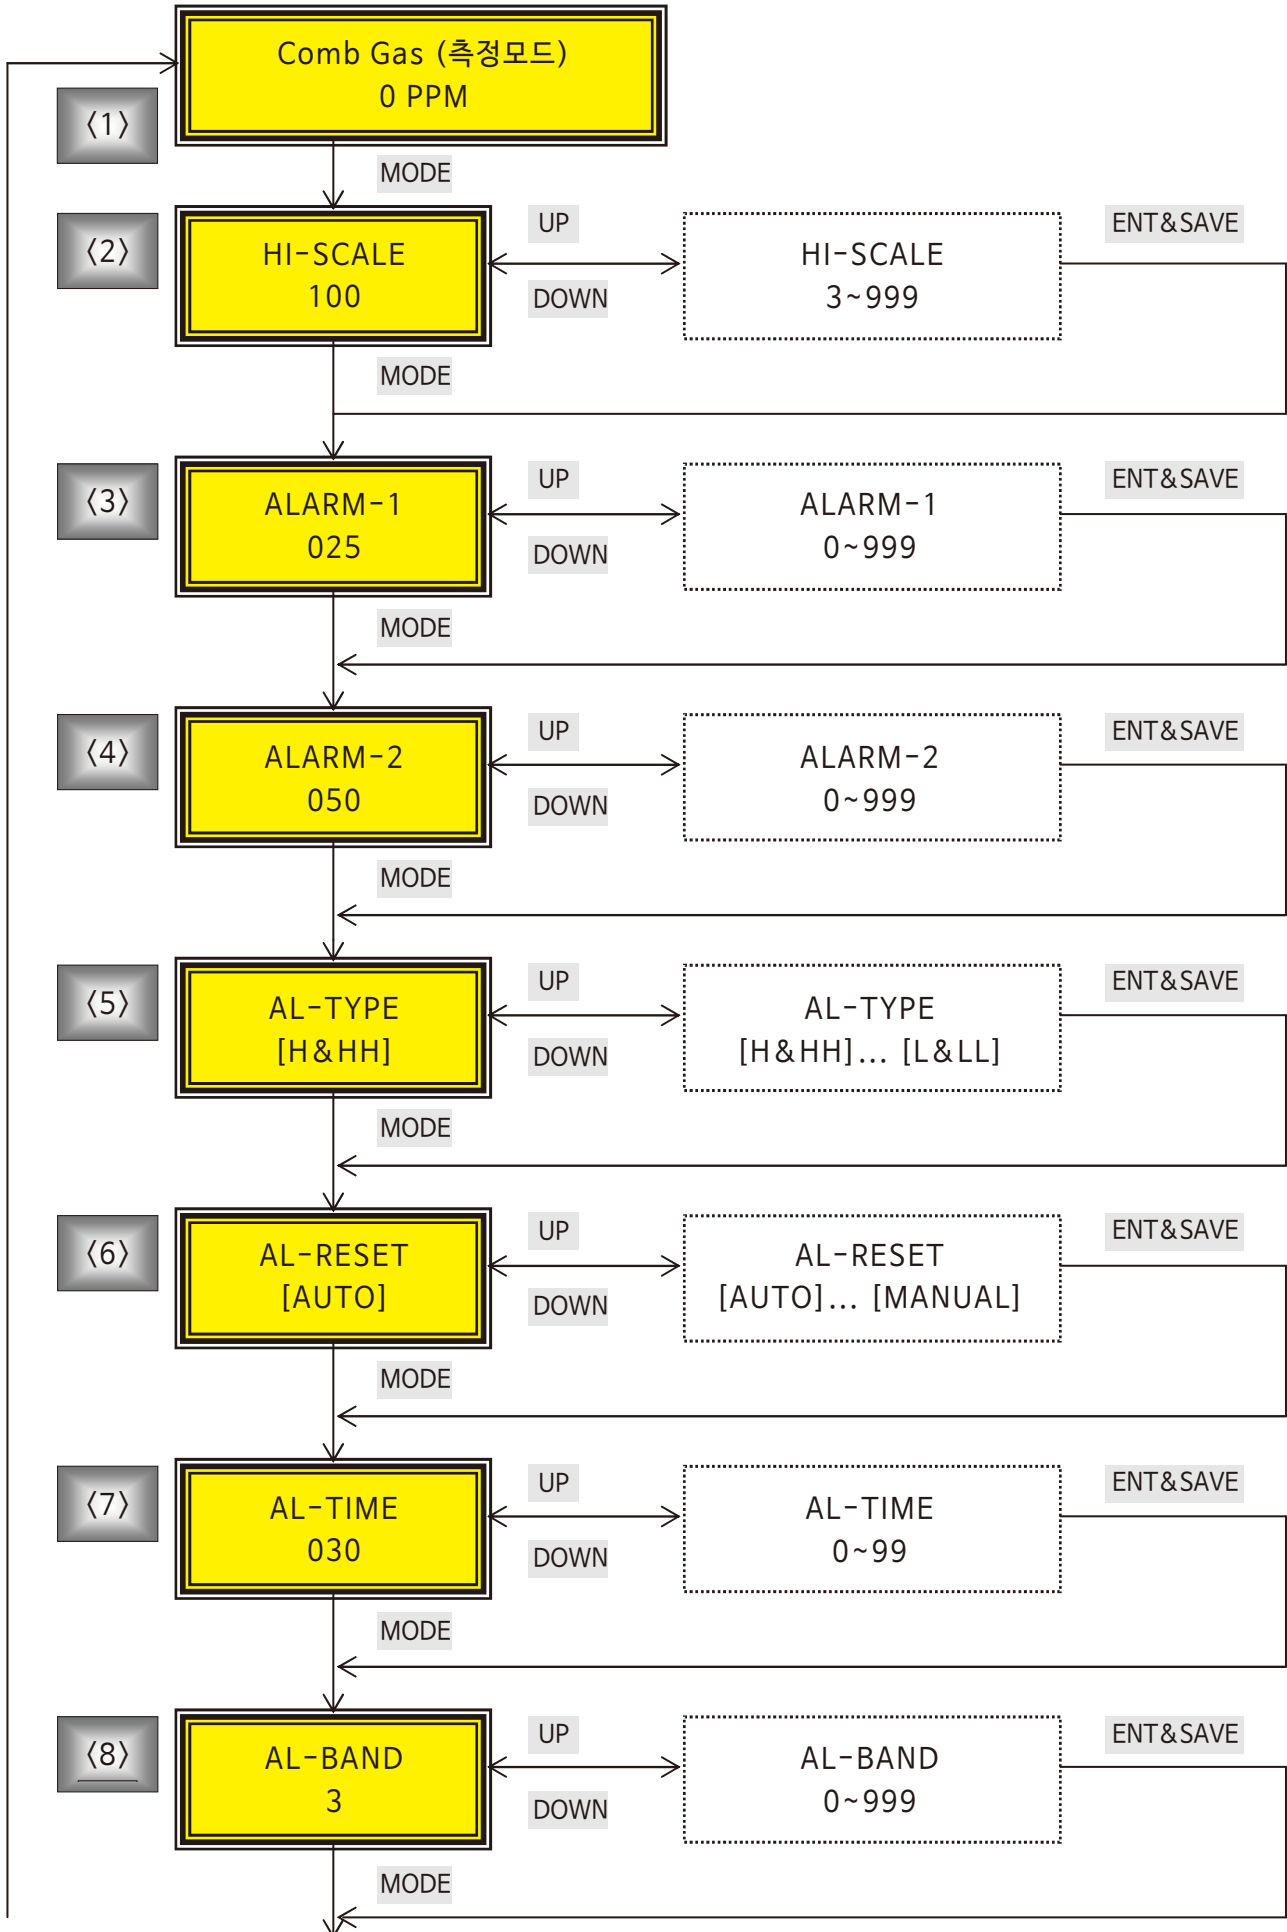 Comb Gas (측정모드)
0 PPM
〈1〉
MODE
〈2〉
HI-SCALE
100
UP
DOWN
HI-SCALE
3~999
ENT&SAVE
MODE
〈3〉
ALARM-1
025
UP
DOWN
ALARM-1
0~999
ENT&SAVE
MODE
〈4〉
ALARM-2
050
UP
DOWN
ALARM-2
0~999
ENT&SAVE
MODE
〈5〉
AL-TYPE
[H&HH]
UP
DOWN
AL-TYPE
[H&HH]... [L&LL]
ENT&SAVE
MODE
〈6〉
AL-RESET
[AUTO]
UP
DOWN
AL-RESET
[AUTO]... [MANUAL]
ENT&SAVE
MODE
〈7〉
AL-TIME
030
UP
DOWN
AL-TIME
0~99
ENT&SAVE
MODE
〈8〉
AL-BAND
3
UP
DOWN
AL-BAND
0~999
ENT&SAVE
MODE